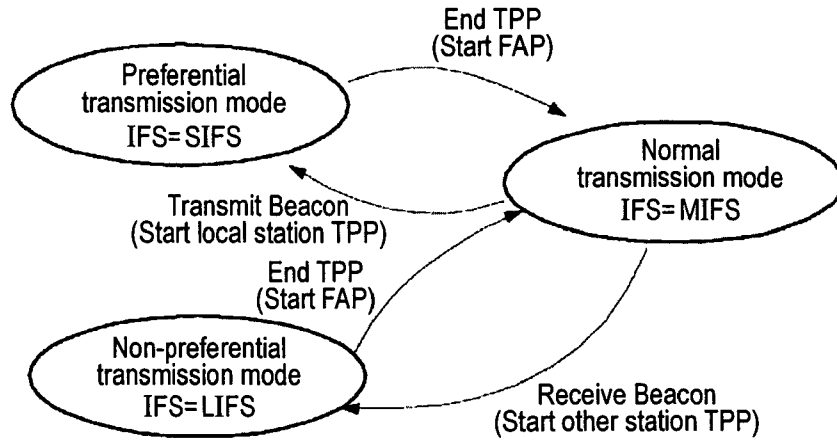 End TPP
(Start FAP)
Preferential
transmission mode
IFS=SIFS
Normal
transmission mode
IFS=MIFS
Transmit Beacon
(Start local station TPP)
End TPP
(Start FAP)
Non-preferential
transmission mode
IFS=LIFS
Receive Beacon
(Start other station TPP)